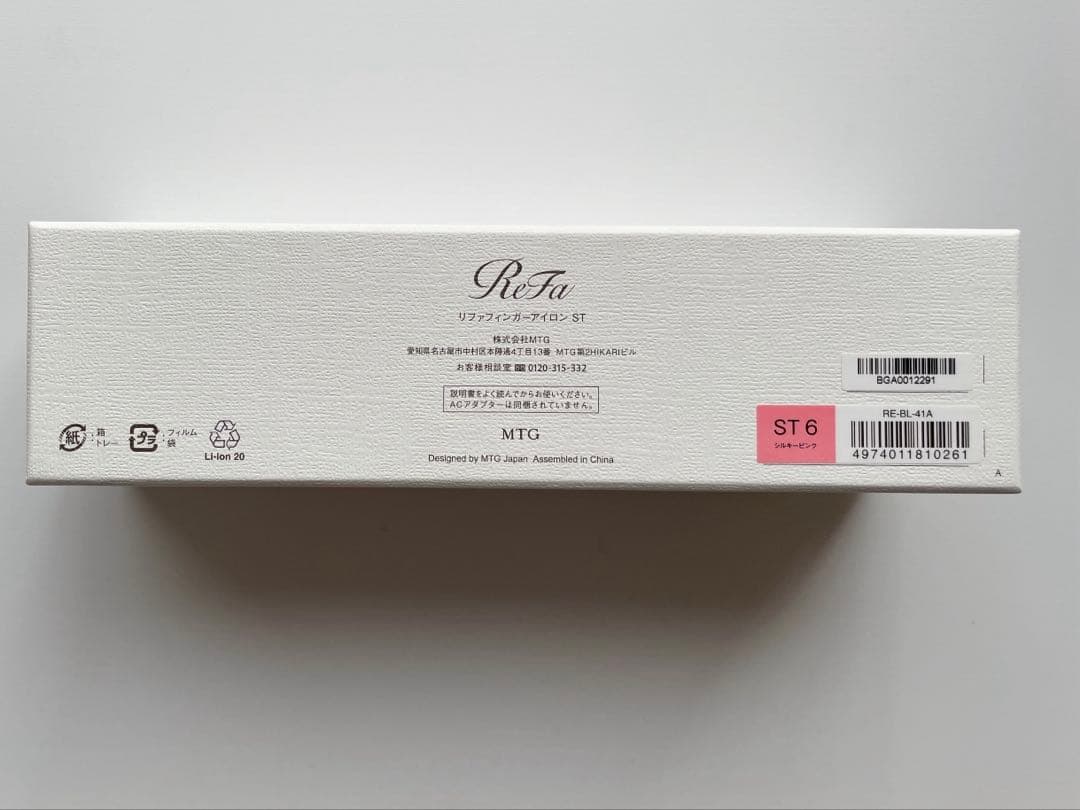 ReFa
リファフィンガーアイロン ST
株式会社MTG
愛知県名古屋市中村区本陣通4丁目13番 MTG第2HIKARIビル
お客様相談室 0120-315-332
説明書をよく読んでからお使いください。
ACアダプターは同梱されていません。
MTG
Designed by MTG Japan Assembled in China
紙 : 箱
トレー
プラ : フィルム
袋
Li-Ion 20
BGA0012291
ST 6
シルキーピンク
RE-BL-41A
4974011810261
A